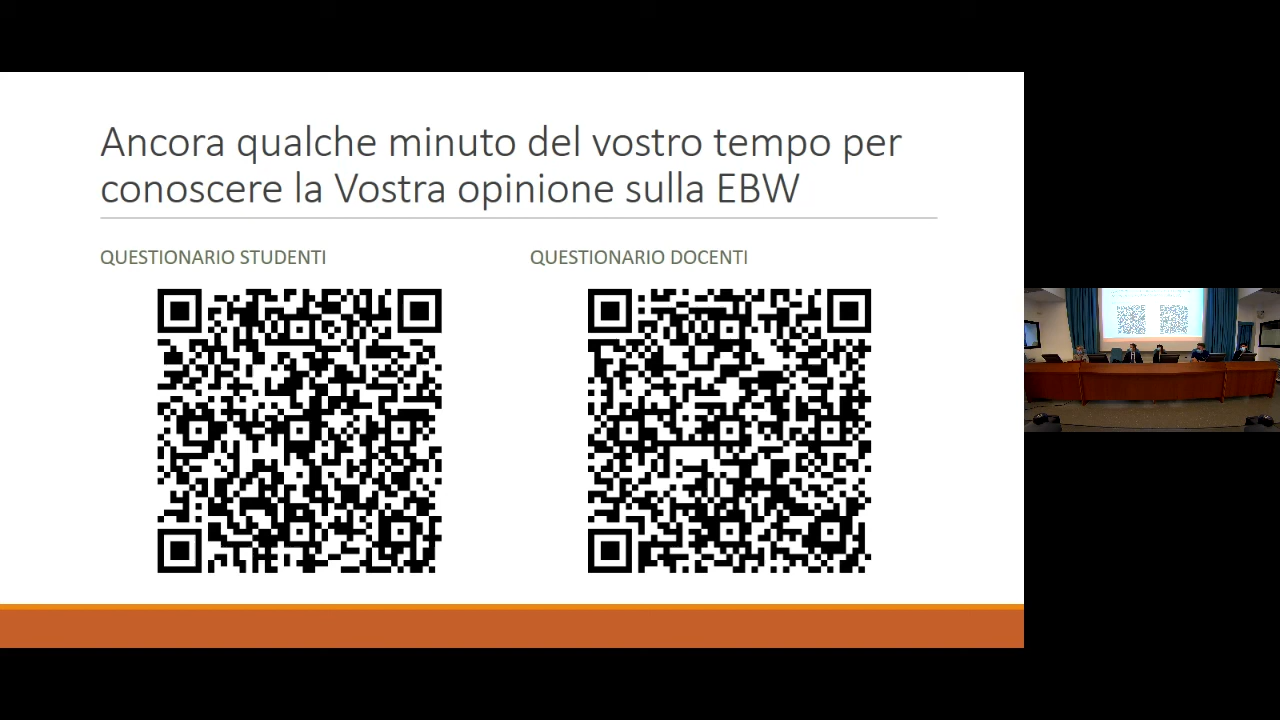 Ancora qualche minuto del vostro tempo per
conoscere la Vostra opinione sulla EBW
QUESTIONARIO STUDENTI
QUESTIONARIO DOCENTI